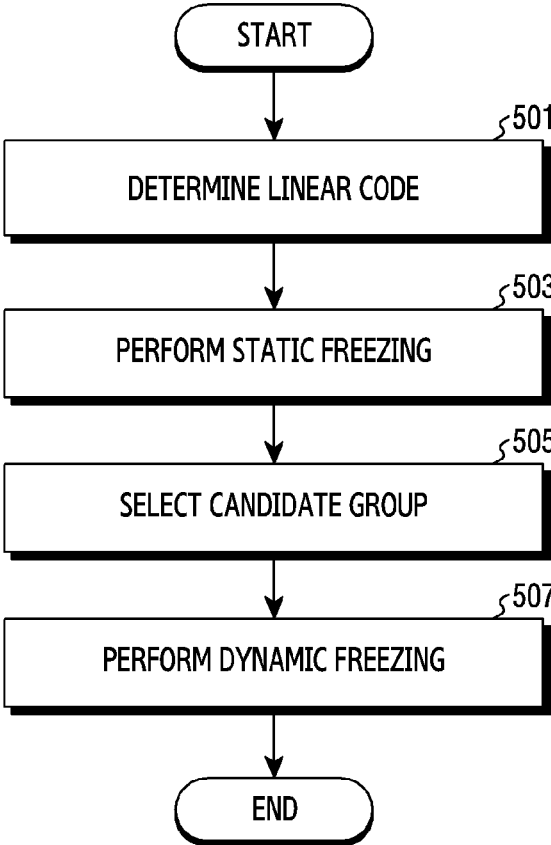 START
501
DETERMINE LINEAR CODE
503
PERFORM STATIC FREEZING
505
SELECT CANDIDATE GROUP
507
PERFORM DYNAMIC FREEZING
END